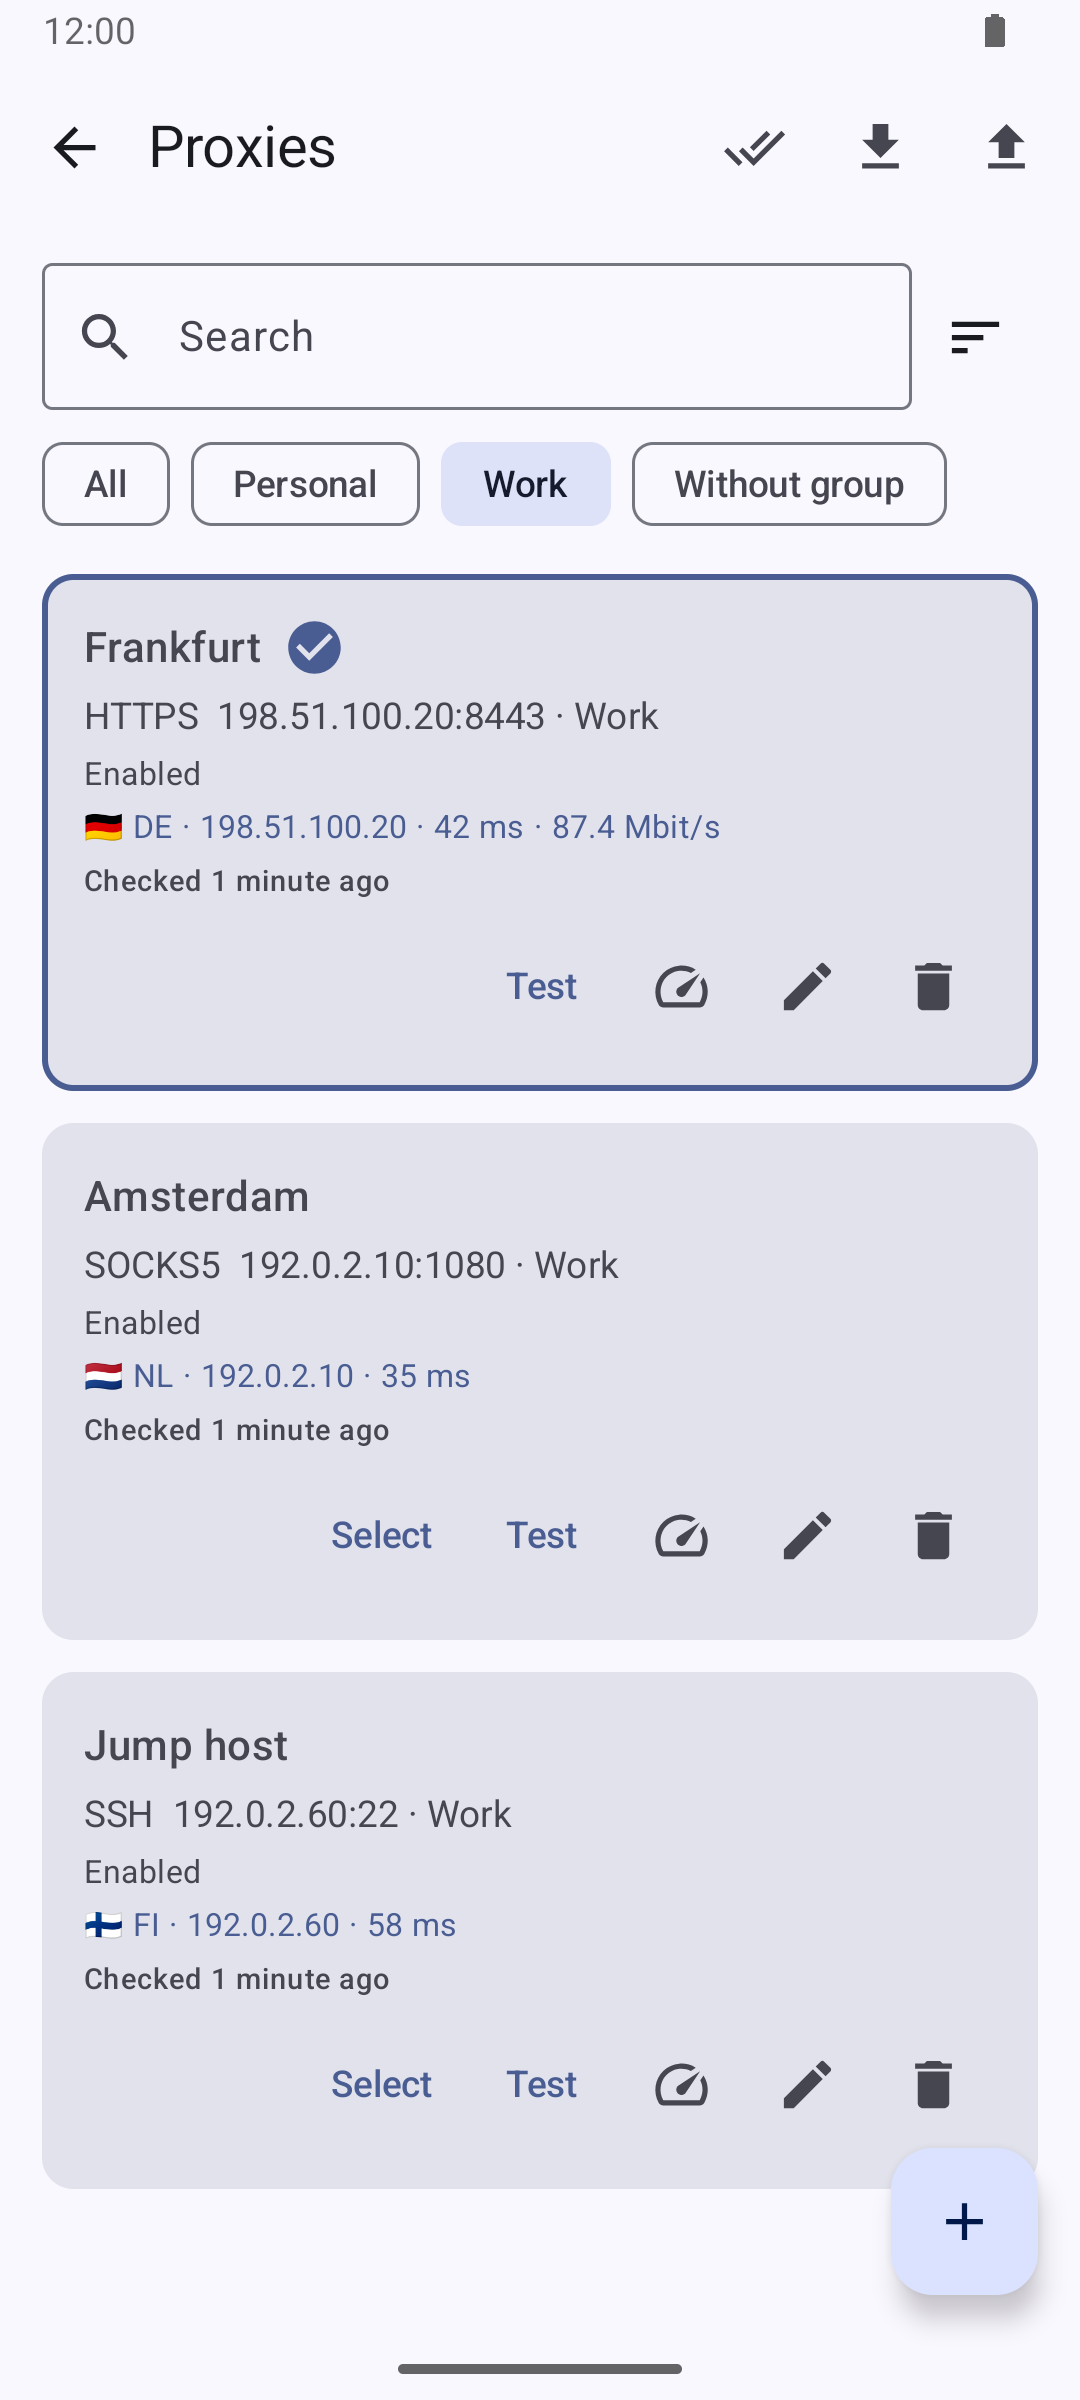 12:00
Proxies
Search
All
Personal
Work
Without group
Frankfurt
HTTPS 198.51.100.20:8443 · Work
Enabled
🇩🇪 DE · 198.51.100.20 · 42 ms · 87.4 Mbit/s
Checked 1 minute ago
Test
Amsterdam
SOCKS5 192.0.2.10:1080 · Work
Enabled
🇳🇱 NL · 192.0.2.10 · 35 ms
Checked 1 minute ago
Select Test
Jump host
SSH 192.0.2.60:22 · Work
Enabled
🇫🇮 FI · 192.0.2.60 · 58 ms
Checked 1 minute ago
Select Test